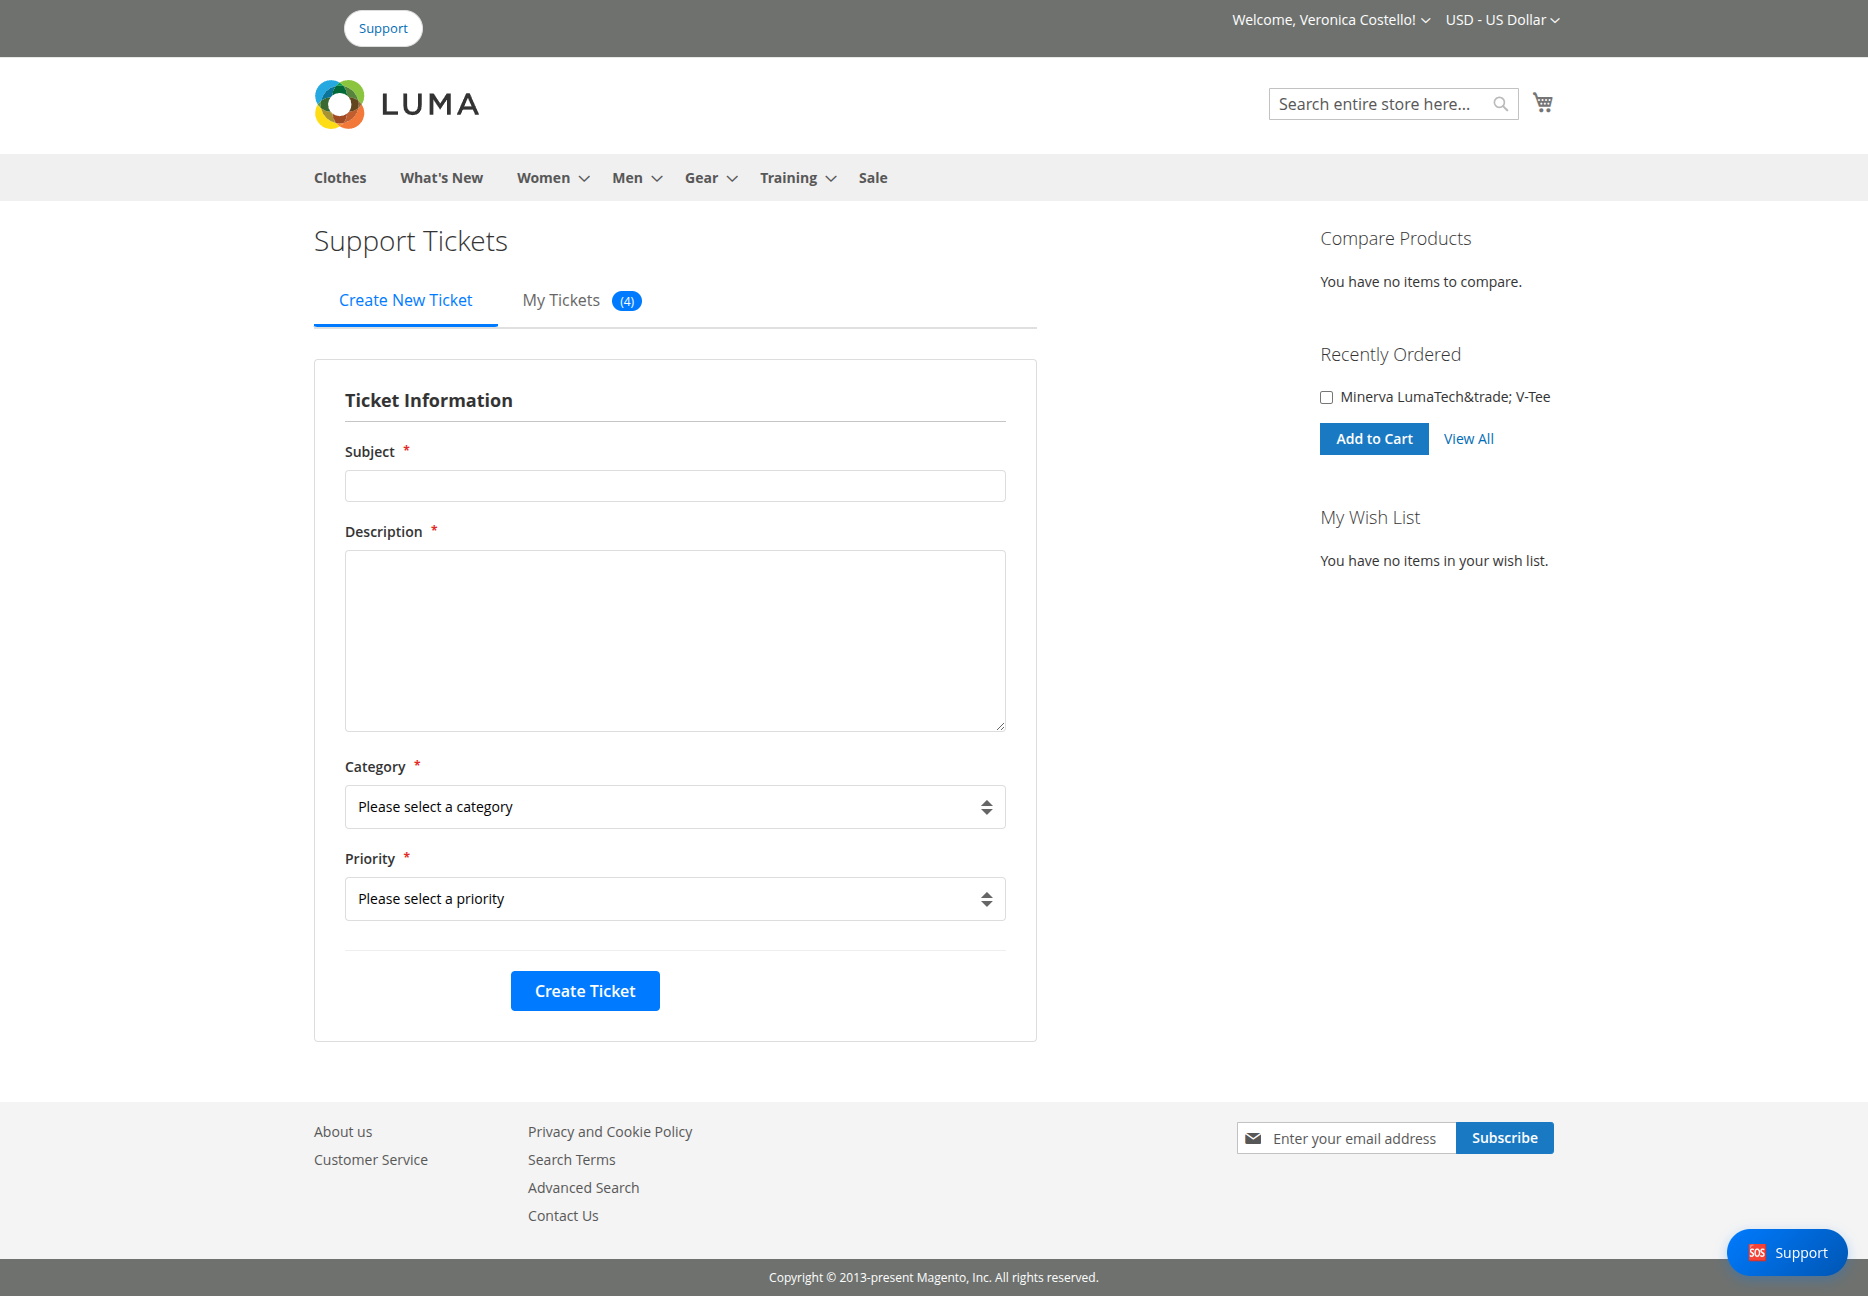 Support
Welcome, Veronica Costello!
USD - US Dollar
LUMA
Search entire store here...
Clothes
What's New
Women
Men
Gear
Training
Sale
Support Tickets
Create New Ticket
My Tickets (4)
Ticket Information
Subject *
Description *
Category *
Please select a category
Priority *
Please select a priority
Create Ticket
Compare Products
You have no items to compare.
Recently Ordered
Minerva LumaTech&trade; V-Tee
Add to Cart
View All
My Wish List
You have no items in your wish list.
About us
Customer Service
Privacy and Cookie Policy
Search Terms
Advanced Search
Contact Us
Enter your email address
Subscribe
SOS Support
Copyright © 2013-present Magento, Inc. All rights reserved.